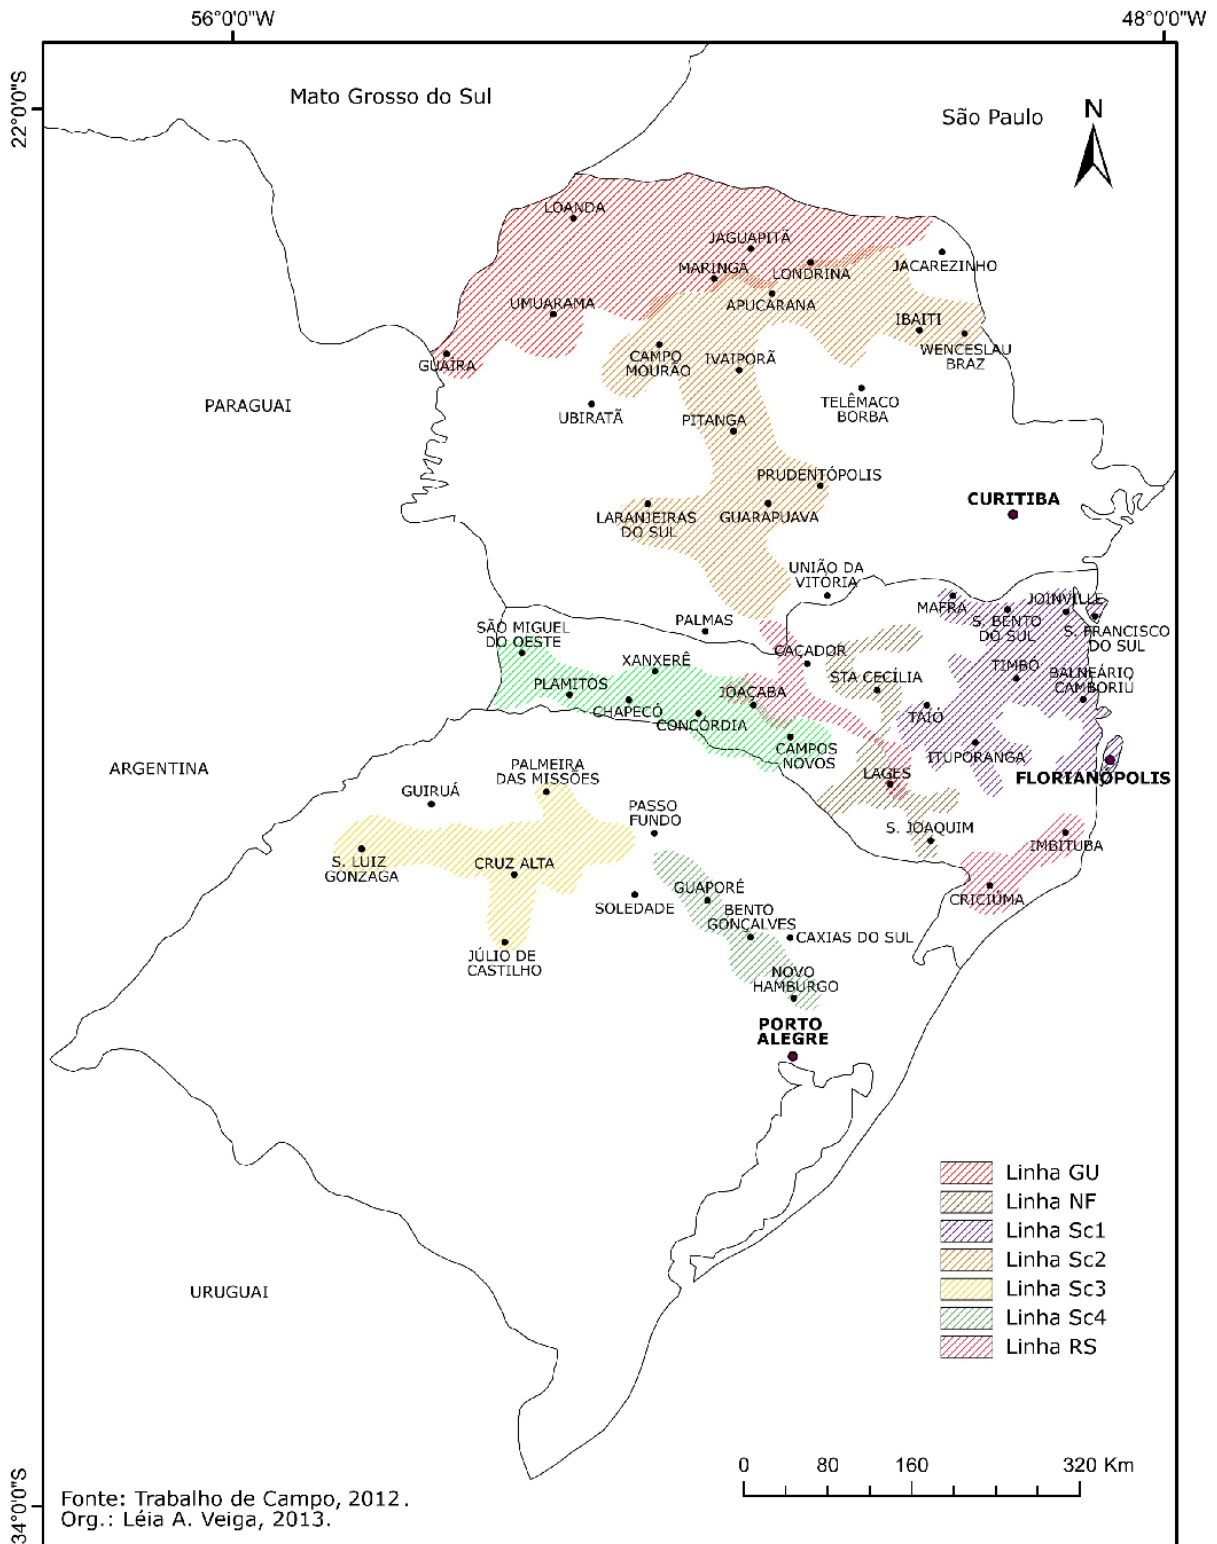 56°0'0"W
48°0'0"W
22°0'0"S
Mato Grosso do Sul
São Paulo
N
LOANDA
JAGUAPITÃ
MARINGA
LONDRINA
JACAREZINHO
UMUARAMA
APUCARANA
IBAITI
WENCESLAU
BRAZ
GUAÍRA
CAMPO
MOURÃO
IVAIPORÃ
PARAGUAI
UBIRATÃ
PITANGA
TELÊMACO
BORBA
PRUDENTÓPOLIS
LARANJEIRAS
DO SUL
GUARAPUAVA
CURITIBA
UNIÃO DA
VITÓRIA
PALMAS
MAFRA
S. BENTO
DO SUL
JOINVILLE
S. FRANCISCO
DO SUL
SÃO MIGUEL
DO OESTE
XANXERÊ
CAÇADOR
STA CECÍLIA
TIMBÓ
BALNEÁRIO
CAMBORIU
PLAMITOS
CHAPECÓ
CONCÓRDIA
JOAÇABA
TAIÓ
CAMPOS
NOVOS
ITUPORANGA
ARGENTINA
PALMEIRA
DAS MISSÕES
LAGES
FLORIANÓPOLIS
GUIRUÁ
PASSO
FUNDO
S. JOAQUIM
IMBITUBA
S. LUIZ
GONZAGA
CRUZ ALTA
SOLEDADE
GUAPORÉ
BENTO
GONÇALVES
CAXIAS DO SUL
CRICIÚMA
JÚLIO DE
CASTILHO
NOVO
HAMBURGO
PORTO
ALEGRE
URUGUAI
Linha GU
Linha NF
Linha Sc1
Linha Sc2
Linha Sc3
Linha Sc4
Linha RS
0 80 160 320 Km
34°0'0"S
Fonte: Trabalho de Campo, 2012.
Org.: Léia A. Veiga, 2013.